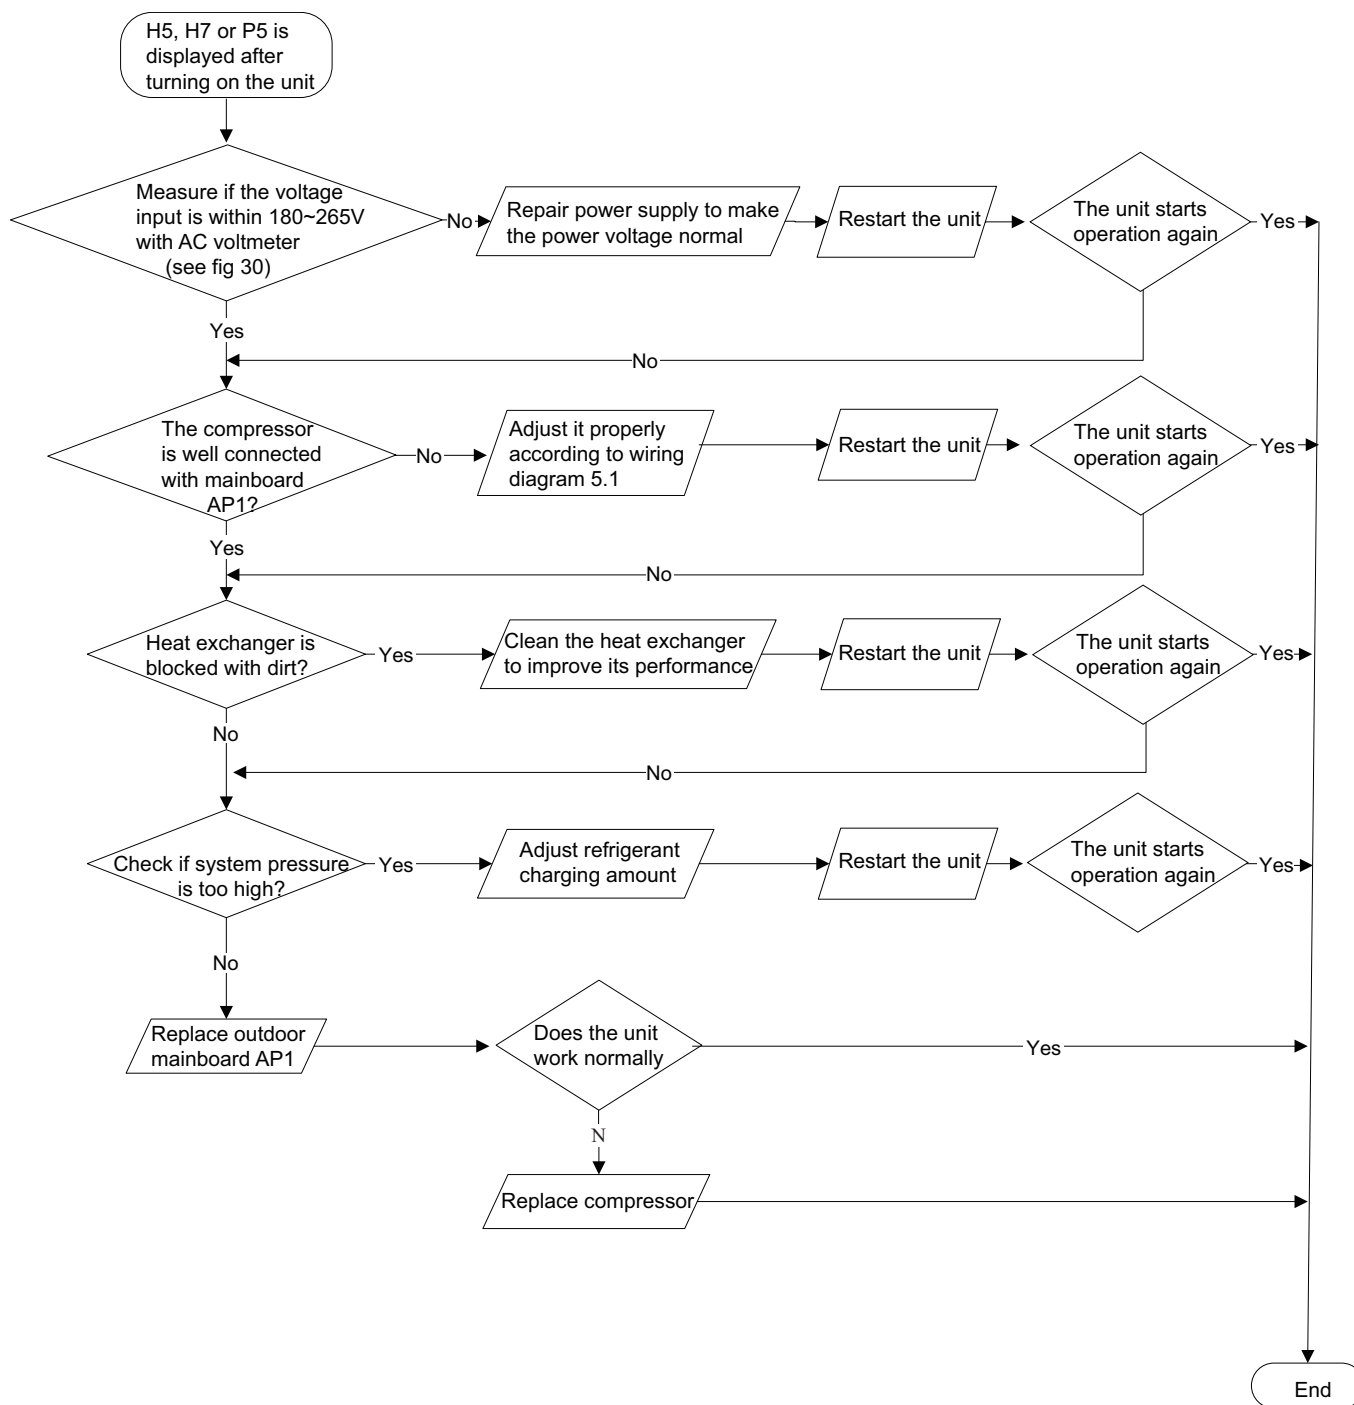 H5, H7 or P5 is
displayed after
turning on the unit
Measure if the voltage
input is within 180~265V
with AC voltmeter
(see fig 30)
No
Repair power supply to make
the power voltage normal
Restart the unit
The unit starts
operation again
Yes
Yes
No
The compressor
is well connected
with mainboard
AP1?
No
Adjust it properly
according to wiring
diagram 5.1
Restart the unit
The unit starts
operation again
Yes
Yes
No
Heat exchanger is
blocked with dirt?
Yes
Clean the heat exchanger
to improve its performance
Restart the unit
The unit starts
operation again
Yes
No
No
Check if system pressure
is too high?
Yes
Adjust refrigerant
charging amount
Restart the unit
The unit starts
operation again
Yes
No
Replace outdoor
mainboard AP1
Does the unit
work normally
Yes
N
Replace compressor
End